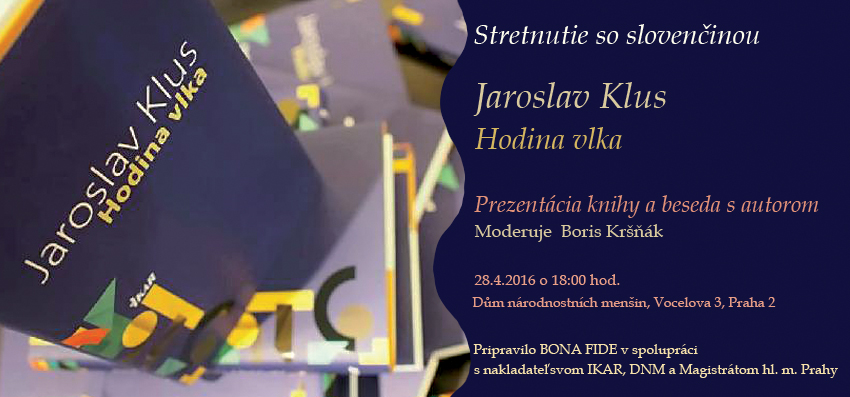 Jaroslav Klus
Hodina vlka
IKAR
Stretnutie so slovenčinou
Jaroslav Klus
Hodina vlka
Prezentácia knihy a beseda s autorom
Moderuje Boris Kršňák
28.4.2016 o 18:00 hod.
Dům národnostních menšin, Vocelova 3, Praha 2
Pripravilo BONA FIDE v spolupráci
s nakladateľsvom IKAR, DNM a Magistrátom hl. m. Prahy